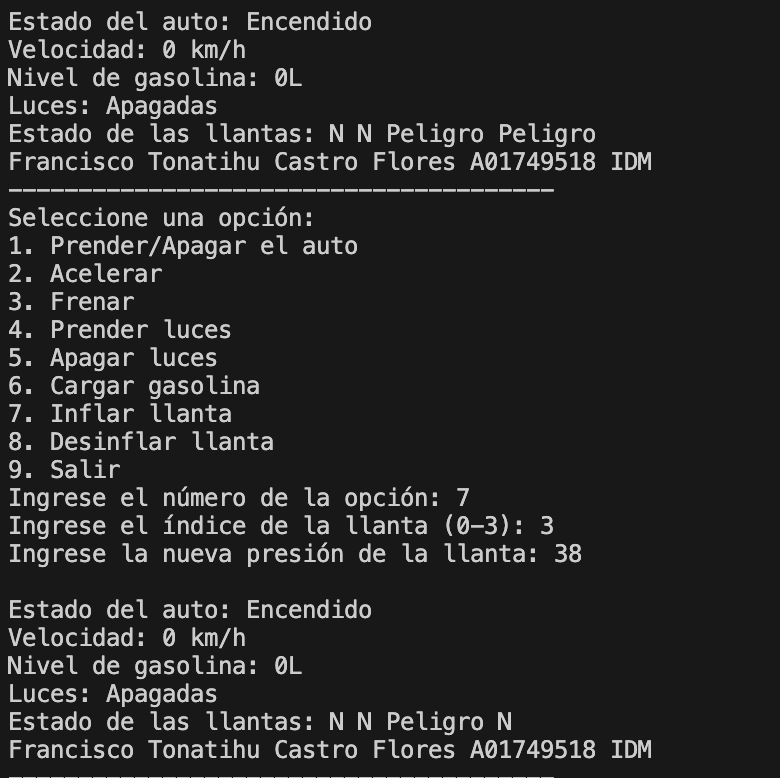 Estado del auto: Encendido
Velocidad: 0 km/h
Nivel de gasolina: 0L
Luces: Apagadas
Estado de las llantas: N N Peligro Peligro
Francisco Tonatihu Castro Flores A01749518 IDM
---------------------------------------
Seleccione una opción:
1. Prender/Apagar el auto
2. Acelerar
3. Frenar
4. Prender luces
5. Apagar luces
6. Cargar gasolina
7. Inflar llanta
8. Desinflar llanta
9. Salir
Ingrese el número de la opción: 7
Ingrese el índice de la llanta (0-3): 3
Ingrese la nueva presión de la llanta: 38
Estado del auto: Encendido
Velocidad: 0 km/h
Nivel de gasolina: 0L
Luces: Apagadas
Estado de las llantas: N N Peligro N
Francisco Tonatihu Castro Flores A01749518 IDM
---------------------------------------